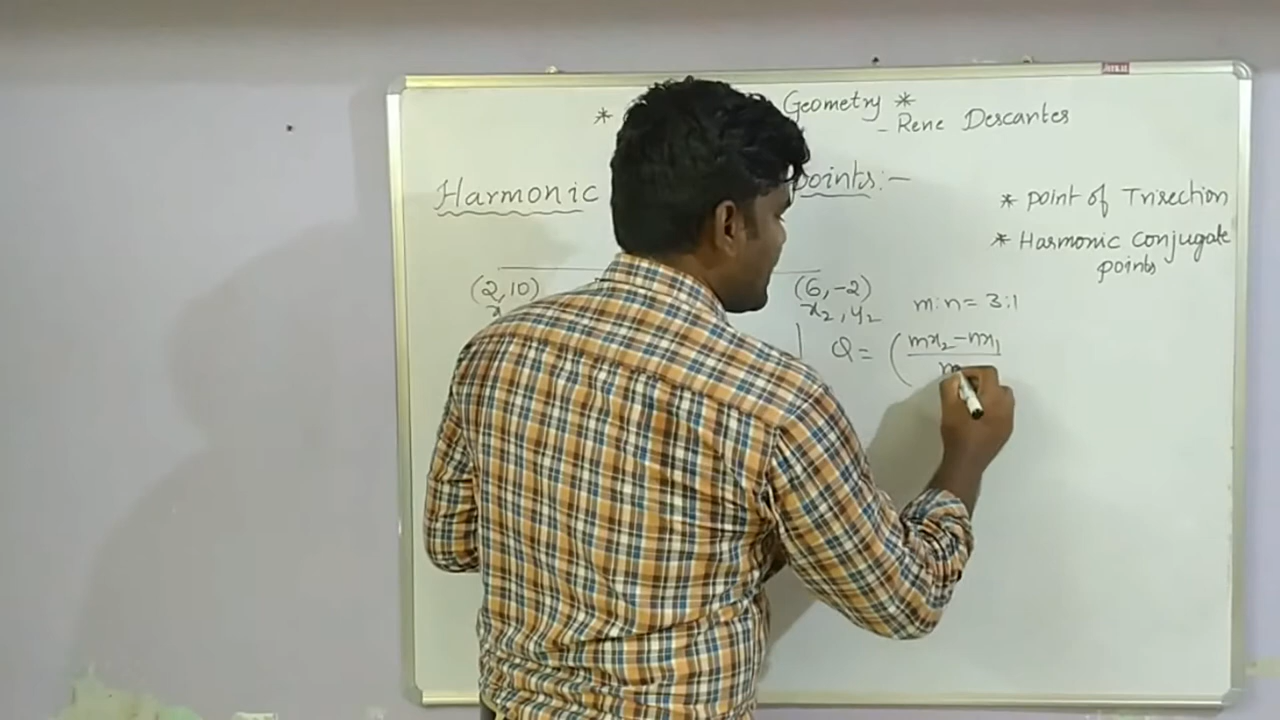 * Geometry *
- Rene Descartes
Harmonic points:-
* point of Trisection
* Harmonic Conjugate
points
(2,10) (6,-2)
x₂, y₂
m:n = 3:1
Q = (mx₂-nx₁
m